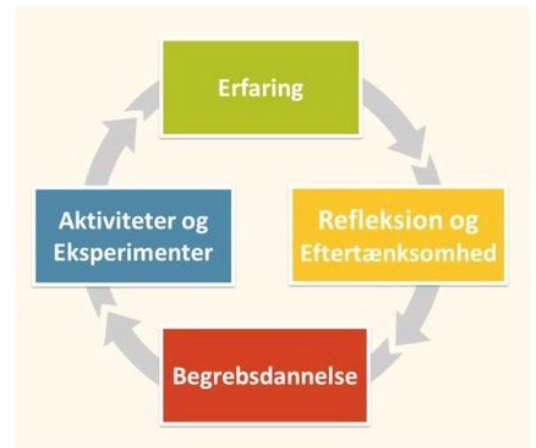 Erfaring
Refleksion og
Eftertænksomhed
Begrebsdannelse
Aktiviteter og
Eksperimenter